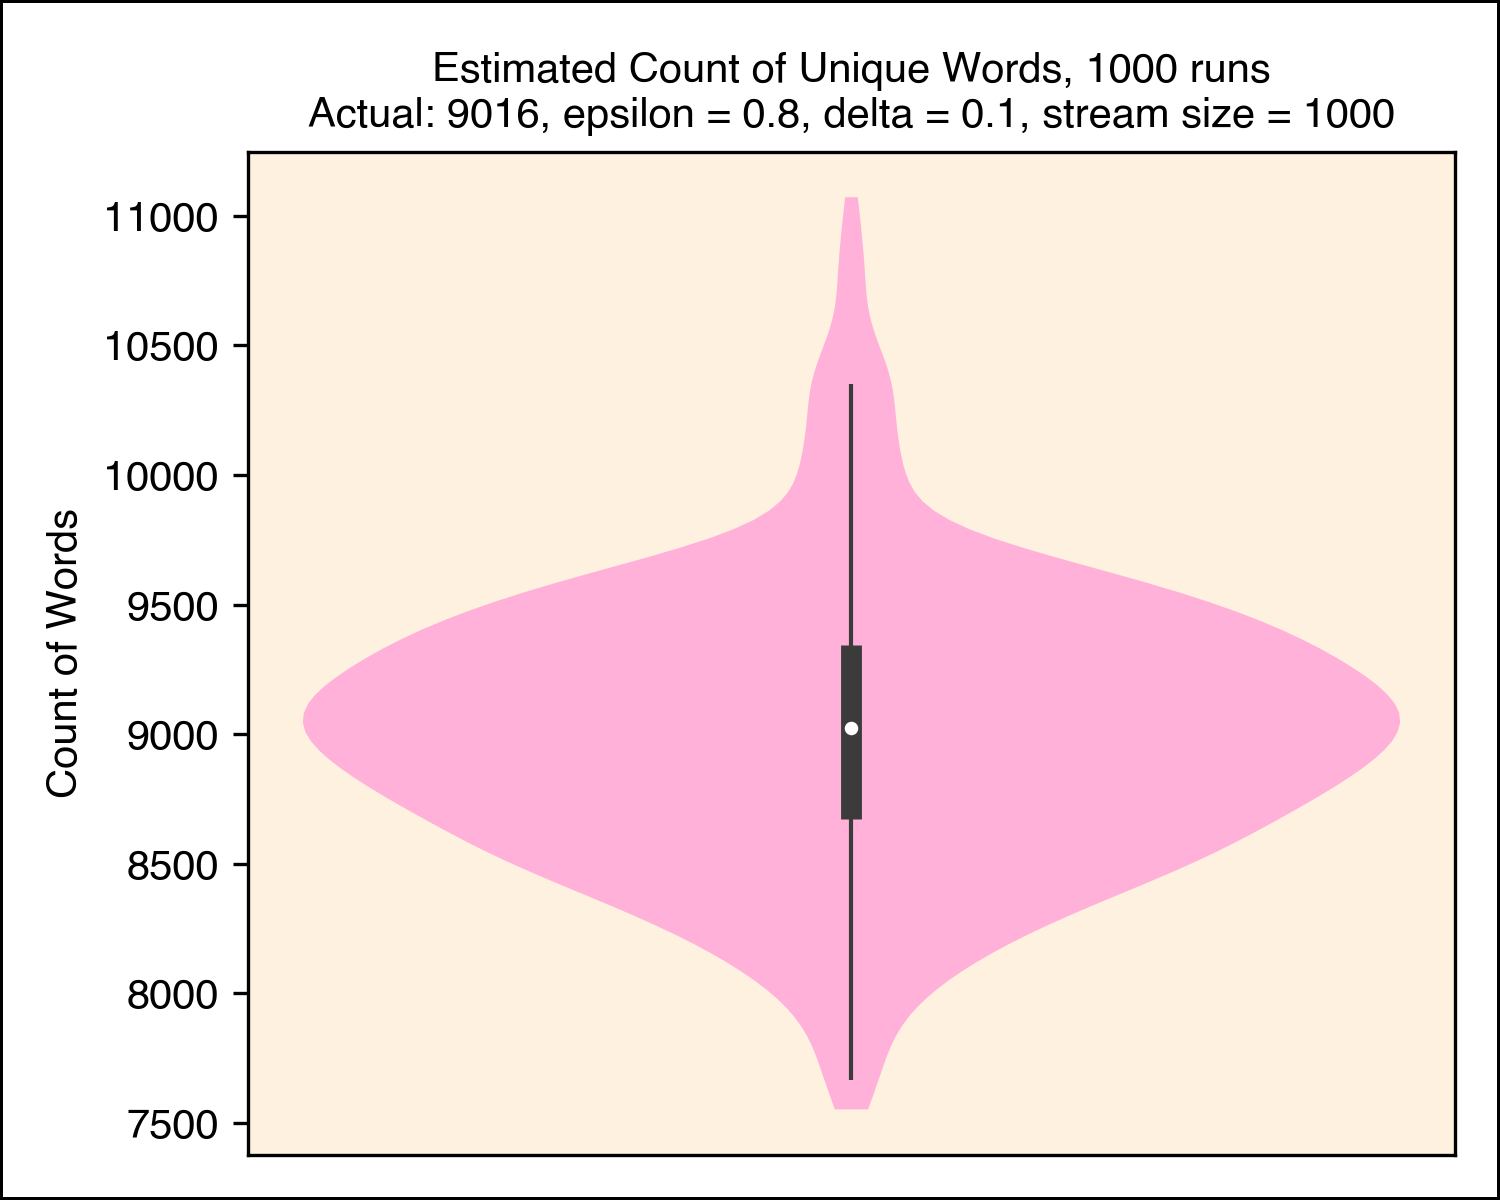 Estimated Count of Unique Words, 1000 runs
Actual: 9016, epsilon = 0.8, delta = 0.1, stream size = 1000
11000
10500
10000
9500
9000
8500
8000
7500
Count of Words